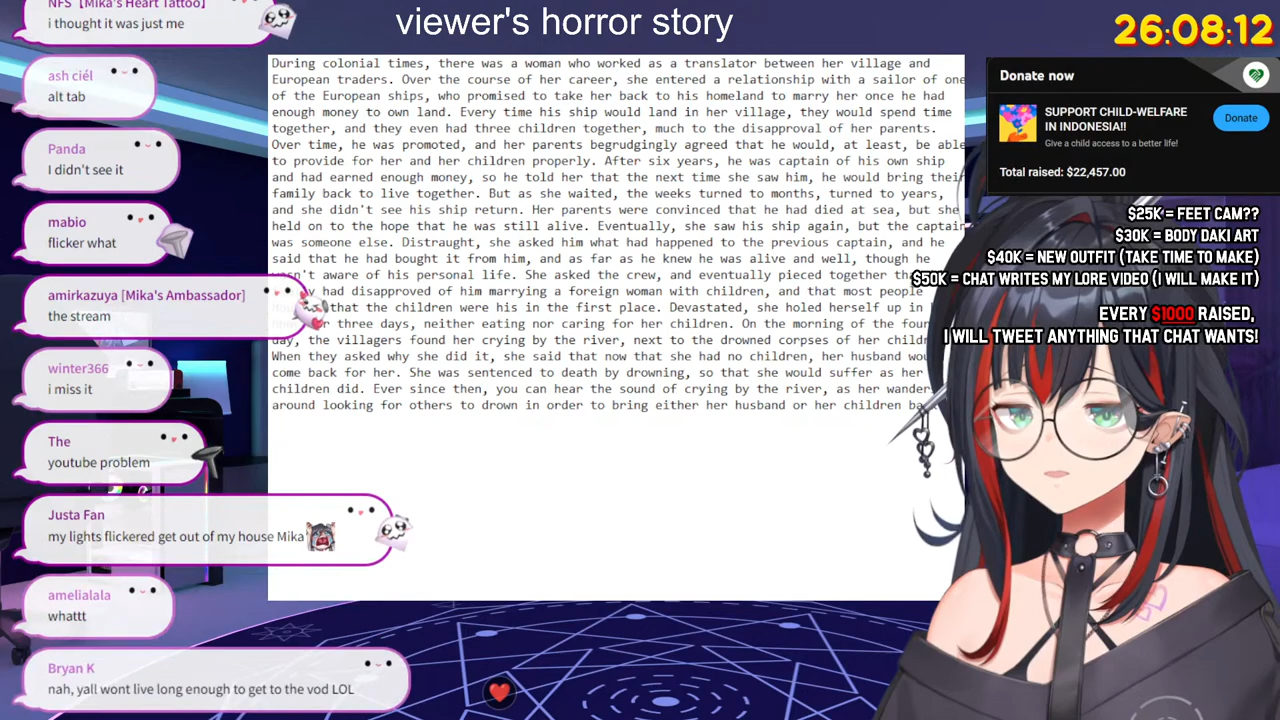 viewer's horror story
26:08:12
NFS【Mika's Heart Tattoo】
i thought it was just me
ash ciél
alt tab
Panda
I didn't see it
mabio
flicker what
amirkazuya [Mika's Ambassador]
the stream
winter366
i miss it
The
youtube problem
Justa Fan
my lights flickered get out of my house Mika
amelialala
whattt
Bryan K
nah, yall wont live long enough to get to the vod LOL
During colonial times, there was a woman who worked as a translator between her village and
European traders. Over the course of her career, she entered a relationship with a sailor of one
of the European ships, who promised to take her back to his homeland to marry her once he had
enough money to own land. Every time his ship would land in her village, they would spend time
together, and they even had three children together, much to the disapproval of her parents.
Over time, he was promoted, and her parents begrudgingly agreed that he would, at least, be able
to provide for her and her children properly. After six years, he was captain of his own ship
and had earned enough money, so he told her that the next time she saw him, he would bring their
family back to live together. But as she waited, the weeks turned to months, turned to years,
and she didn't see his ship return. Her parents were convinced that he had died at sea, but she
held on to the hope that he was still alive. Eventually, she saw his ship again, but the captain
was someone else. Distraught, she asked him what had happened to the previous captain, and he
said that he had bought it from him, and as far as he knew he was alive and well, though he
wasn't aware of his personal life. She asked the crew, and eventually pieced together
had disapproved of him marrying a foreign woman with children, and that most people
that the children were his in the first place. Devastated, she holed herself up in
three days, neither eating nor caring for her children. On the morning of the
day, the villagers found her crying by the river, next to the drowned corpses of her
When they asked why she did it, she said that now that she had no children, her husband
come back for her. She was sentenced to death by drowning, so that she would suffer as her
children did. Ever since then, you can hear the sound of crying by the river, as her
around looking for others to drown in order to bring either her husband or her children
Donate now
SUPPORT CHILD-WELFARE
IN INDONESIA!!
Give a child access to a better life!
Donate
Total raised: $22,457.00
$25K = FEET CAM??
$30K = BODY DAKI ART
$40K = NEW OUTFIT (TAKE TIME TO MAKE)
$50K = CHAT WRITES MY LORE VIDEO (I WILL MAKE IT)
EVERY $1000 RAISED,
I WILL TWEET ANYTHING THAT CHAT WANTS!